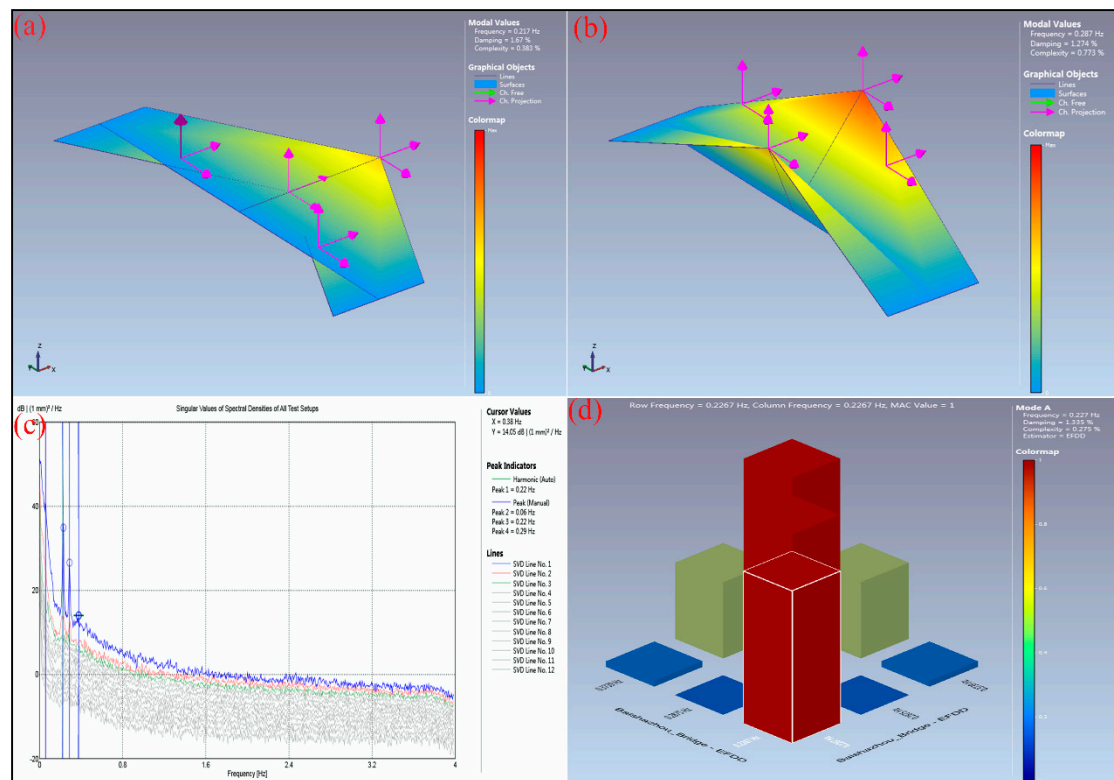 (a)
Modal Values
Frequency = 0.217 Hz
Damping = 1.67 %
Complexity = 0.383 %
Graphical Objects
Lines
Surfaces
Ch. Free
Ch. Projection
Colormap
Max
Z
Y
X
(b)
Modal Values
Frequency = 0.287 Hz
Damping = 1.274 %
Complexity = 0.773 %
Graphical Objects
Lines
Surfaces
Ch. Free
Ch. Projection
Colormap
Max
Z
Y
X
(c)
dB | (1 mm)² / Hz
Singular Values of Spectral Densities of All Test Setups
40
20
0
-20
0
0.8
1.6
2.4
3.2
4
Frequency [Hz]
Cursor Values
X = 0.38 Hz
Y = 14.05 dB | (1 mm)² / Hz
Peak Indicators
Harmonic (Auto)
Peak 1 = 0.22 Hz
Peak (Manual)
Peak 2 = 0.06 Hz
Peak 3 = 0.22 Hz
Peak 4 = 0.29 Hz
Lines
SVD Line No. 1
SVD Line No. 2
SVD Line No. 3
SVD Line No. 4
SVD Line No. 5
SVD Line No. 6
SVD Line No. 7
SVD Line No. 8
SVD Line No. 9
SVD Line No. 10
SVD Line No. 11
SVD Line No. 12
(d)
Row Frequency = 0.2267 Hz, Column Frequency = 0.2267 Hz, MAC Value = 1
Mode A
Frequency = 0.227 Hz
Damping = 1.335 %
Complexity = 0.275 %
Estimator = EFDD
Colormap
1
0.8
0.6
0.4
0.2
Baishazhou_Bridge - EFDD
Baishazhou_Bridge - EFDD